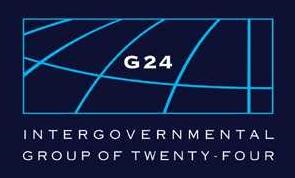 G24
INTERGOVERNMENTAL
GROUP OF TWENTY-FOUR